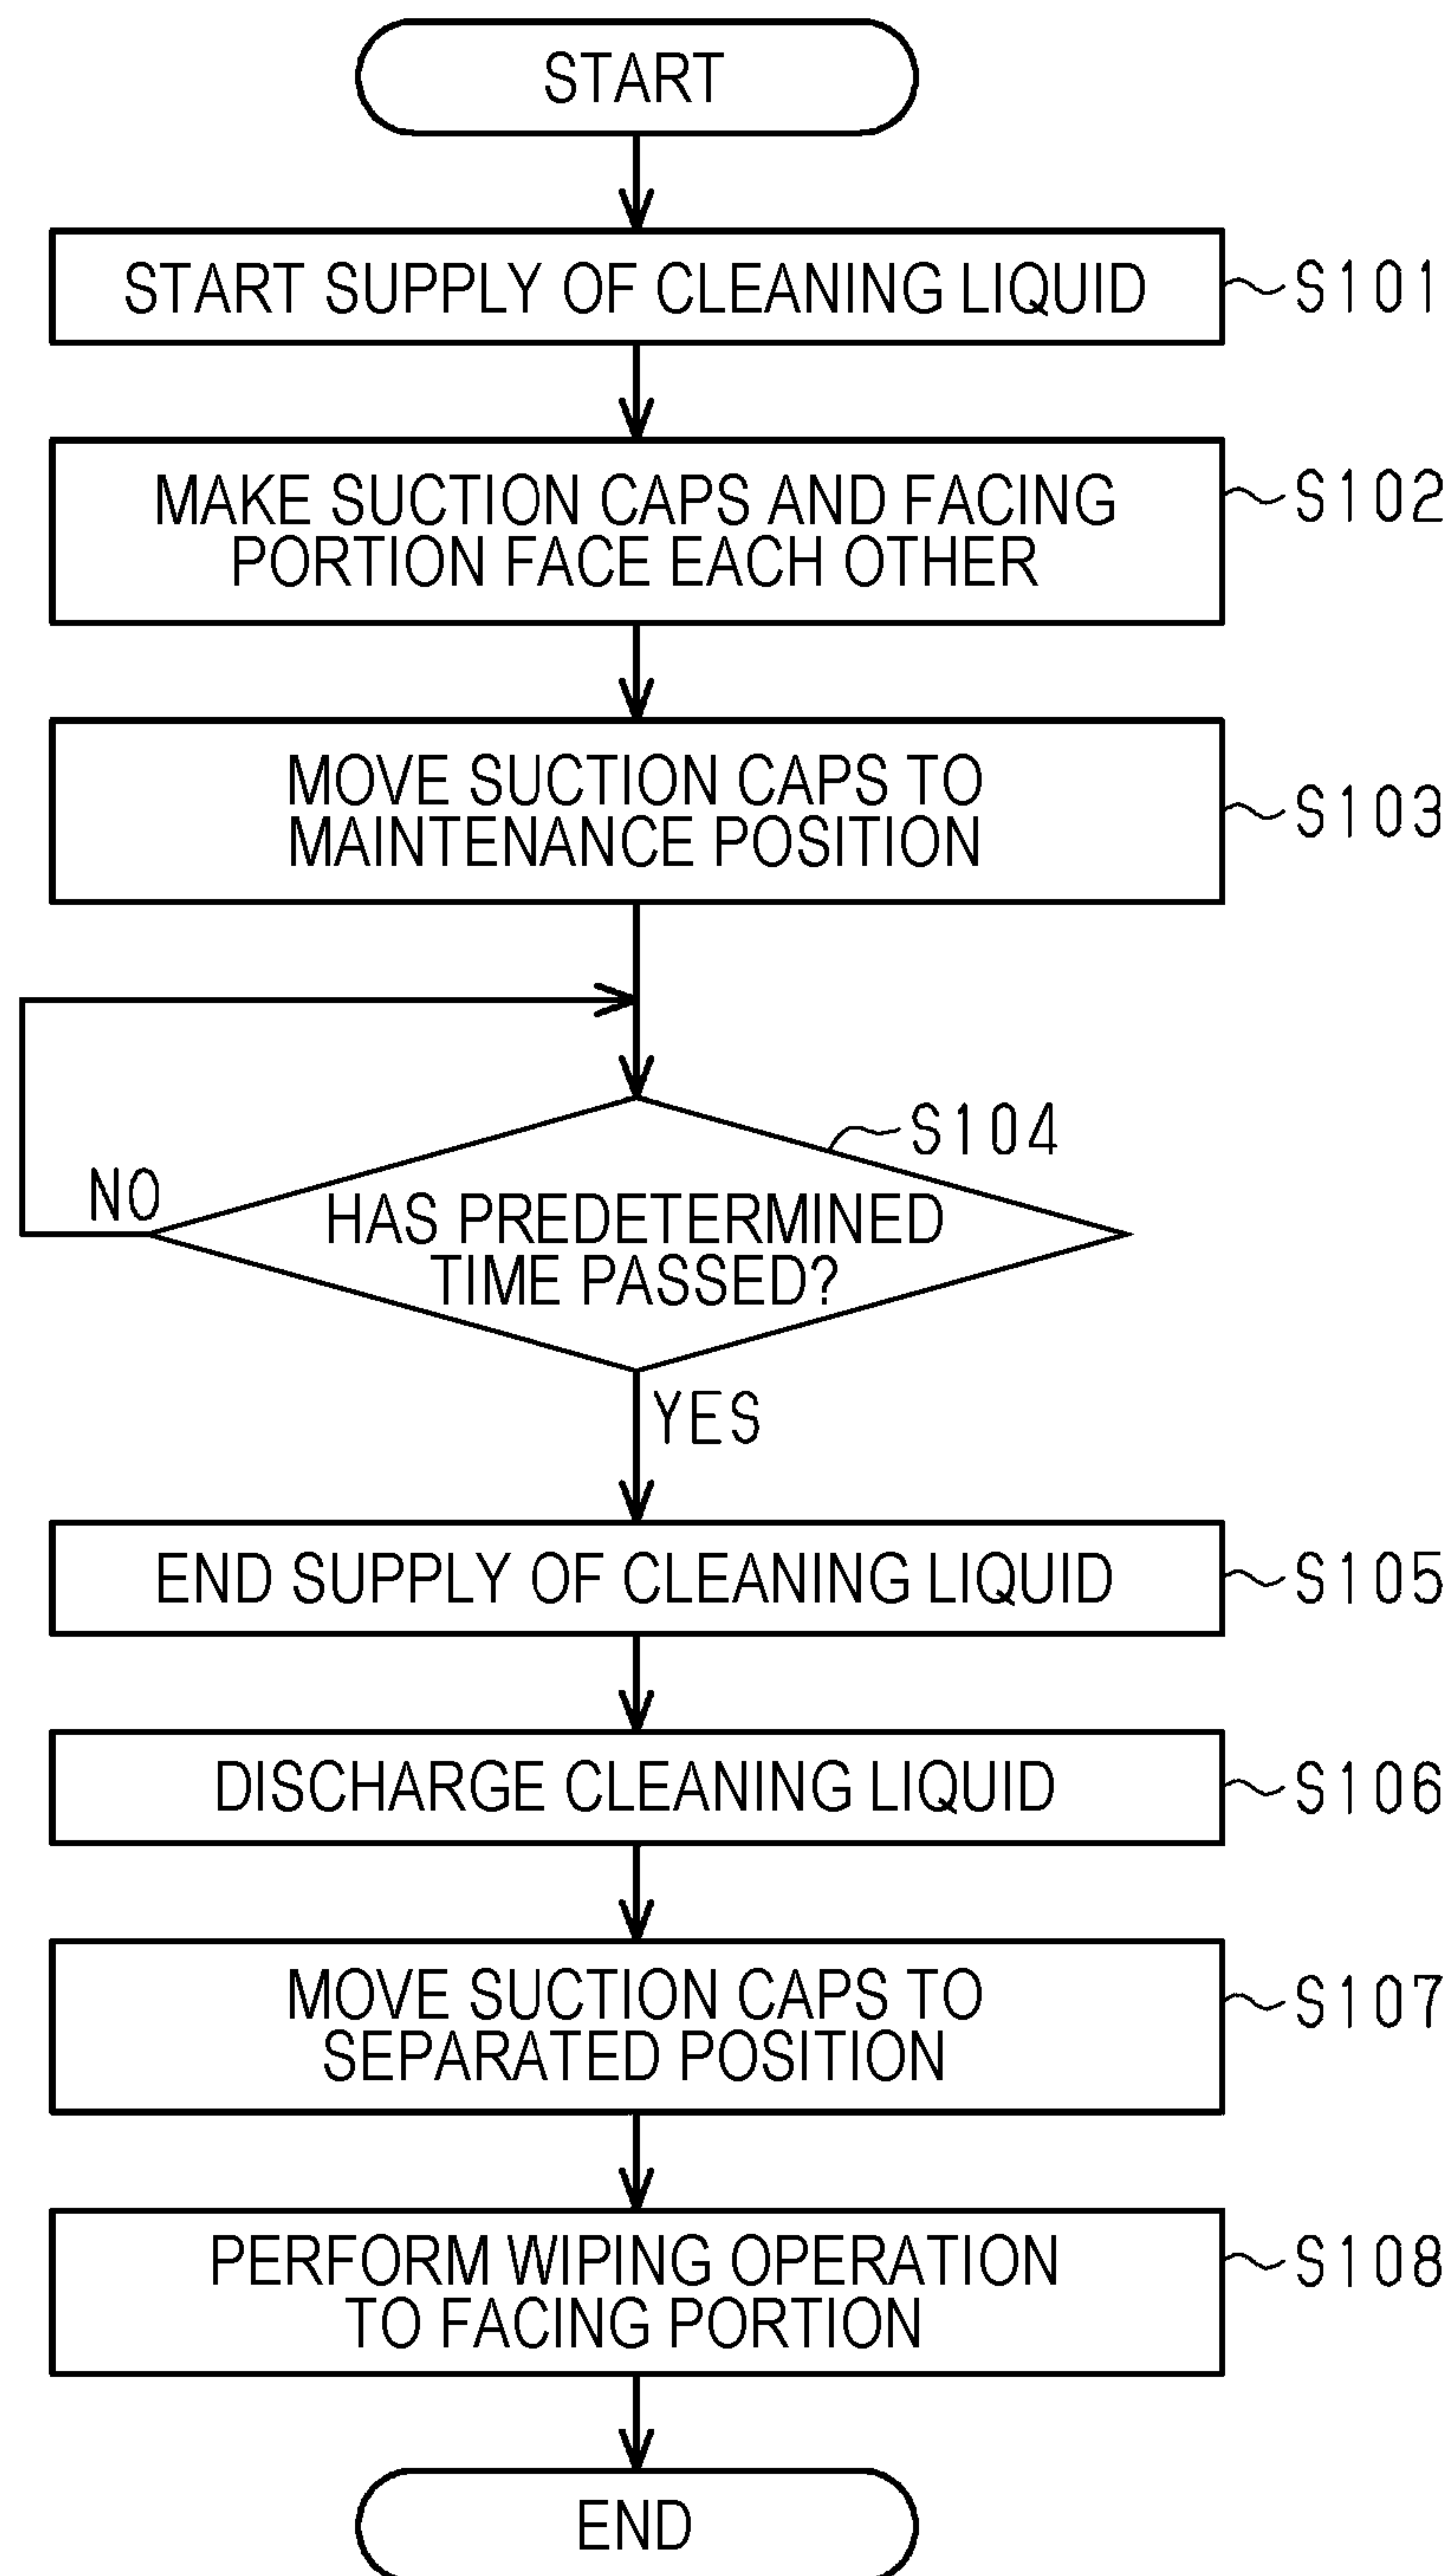 START
START SUPPLY OF CLEANING LIQUID
S101
MAKE SUCTION CAPS AND FACING
PORTION FACE EACH OTHER
S102
MOVE SUCTION CAPS TO
MAINTENANCE POSITION
S103
S104
NO
HAS PREDETERMINED
TIME PASSED?
YES
END SUPPLY OF CLEANING LIQUID
S105
DISCHARGE CLEANING LIQUID
S106
MOVE SUCTION CAPS TO
SEPARATED POSITION
S107
PERFORM WIPING OPERATION
TO FACING PORTION
S108
END